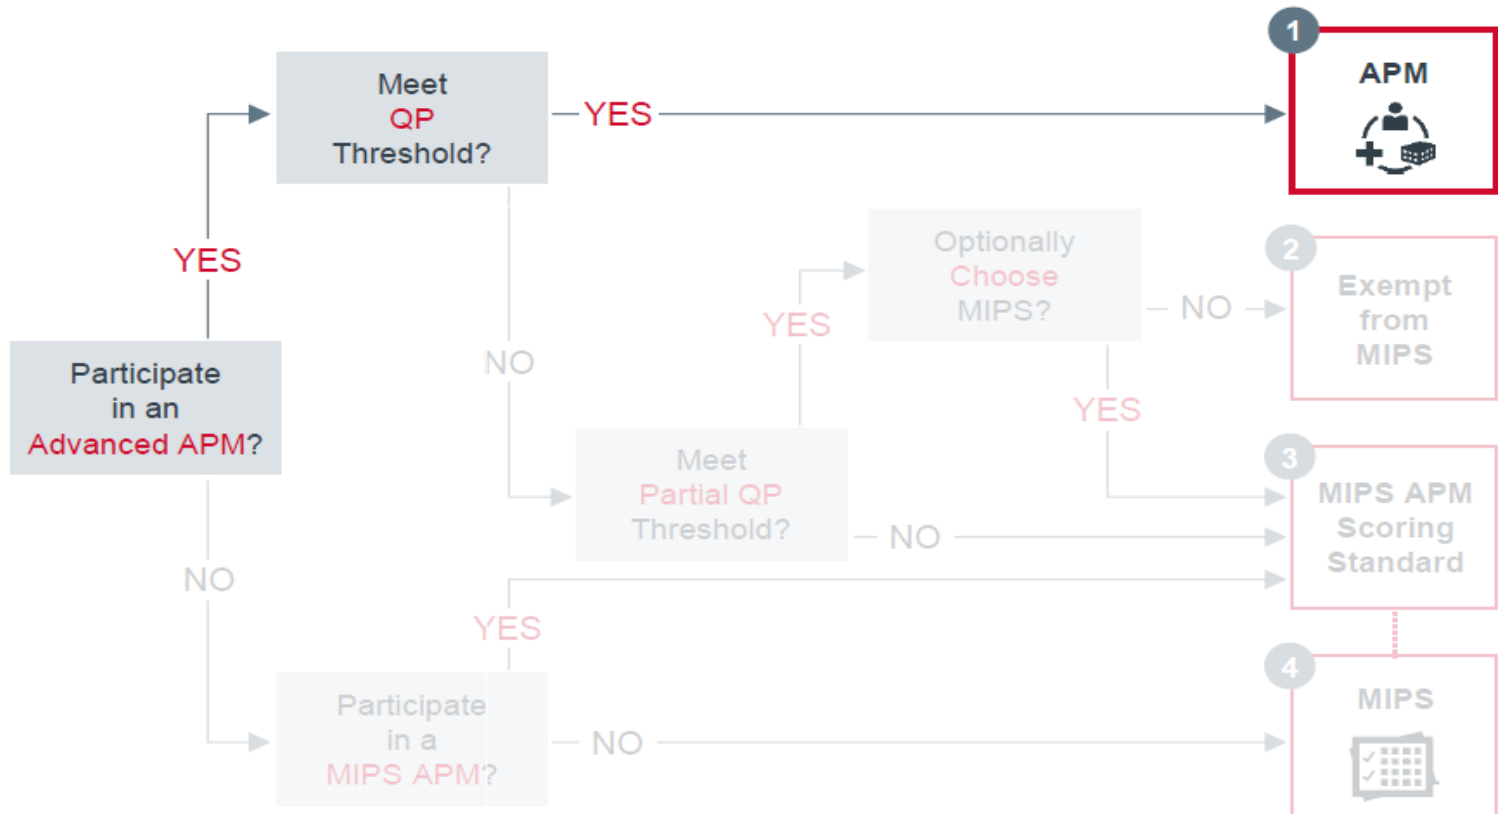 1
APM
Meet
QP
Threshold?
YES
YES
Optionally
Choose
MIPS?
2
Exempt
from
MIPS
YES
NO
NO
Participate
in an
Advanced APM?
YES
Meet
Partial QP
Threshold?
NO
3
MIPS APM
Scoring
Standard
NO
YES
Participate
in a
MIPS APM?
NO
4
MIPS